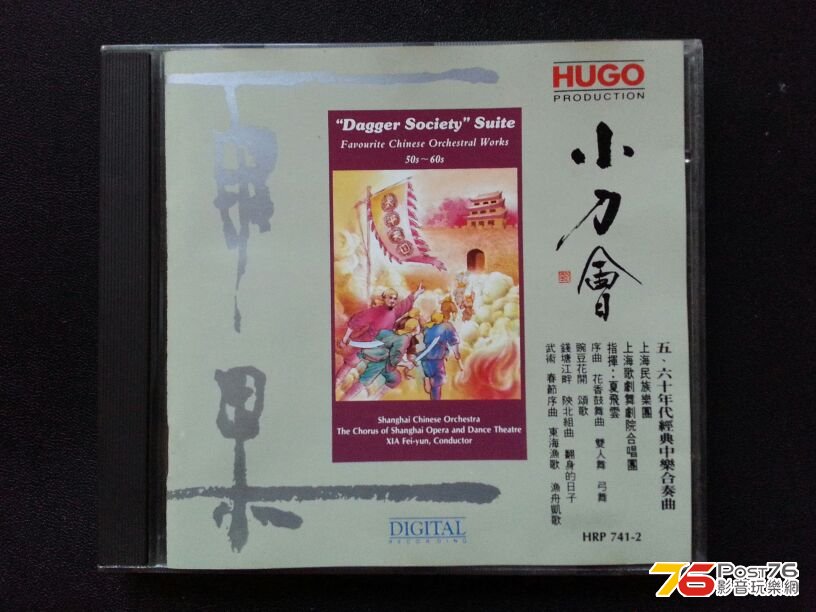 HUGO
PRODUCTION
小刀會
"Dagger Society" Suite
Favourite Chinese Orchestral Works
50s~60s
五、六十年代經典中樂合奏曲
上海民族樂團
上海歌劇舞劇院合唱團
指揮：夏飛雲
序曲 花香鼓舞曲 雙人舞 弓舞
豌豆花開 頌歌
錢塘江畔 陝北組曲 翻身的日子
武術 春節序曲 東海漁歌 漁舟凱歌
Shanghai Chinese Orchestra
The Chorus of Shanghai Opera and Dance Theatre
XIA Fei-yun, Conductor
DIGITAL
RECORDING
HRP 741-2
76 Post76
影音玩樂網